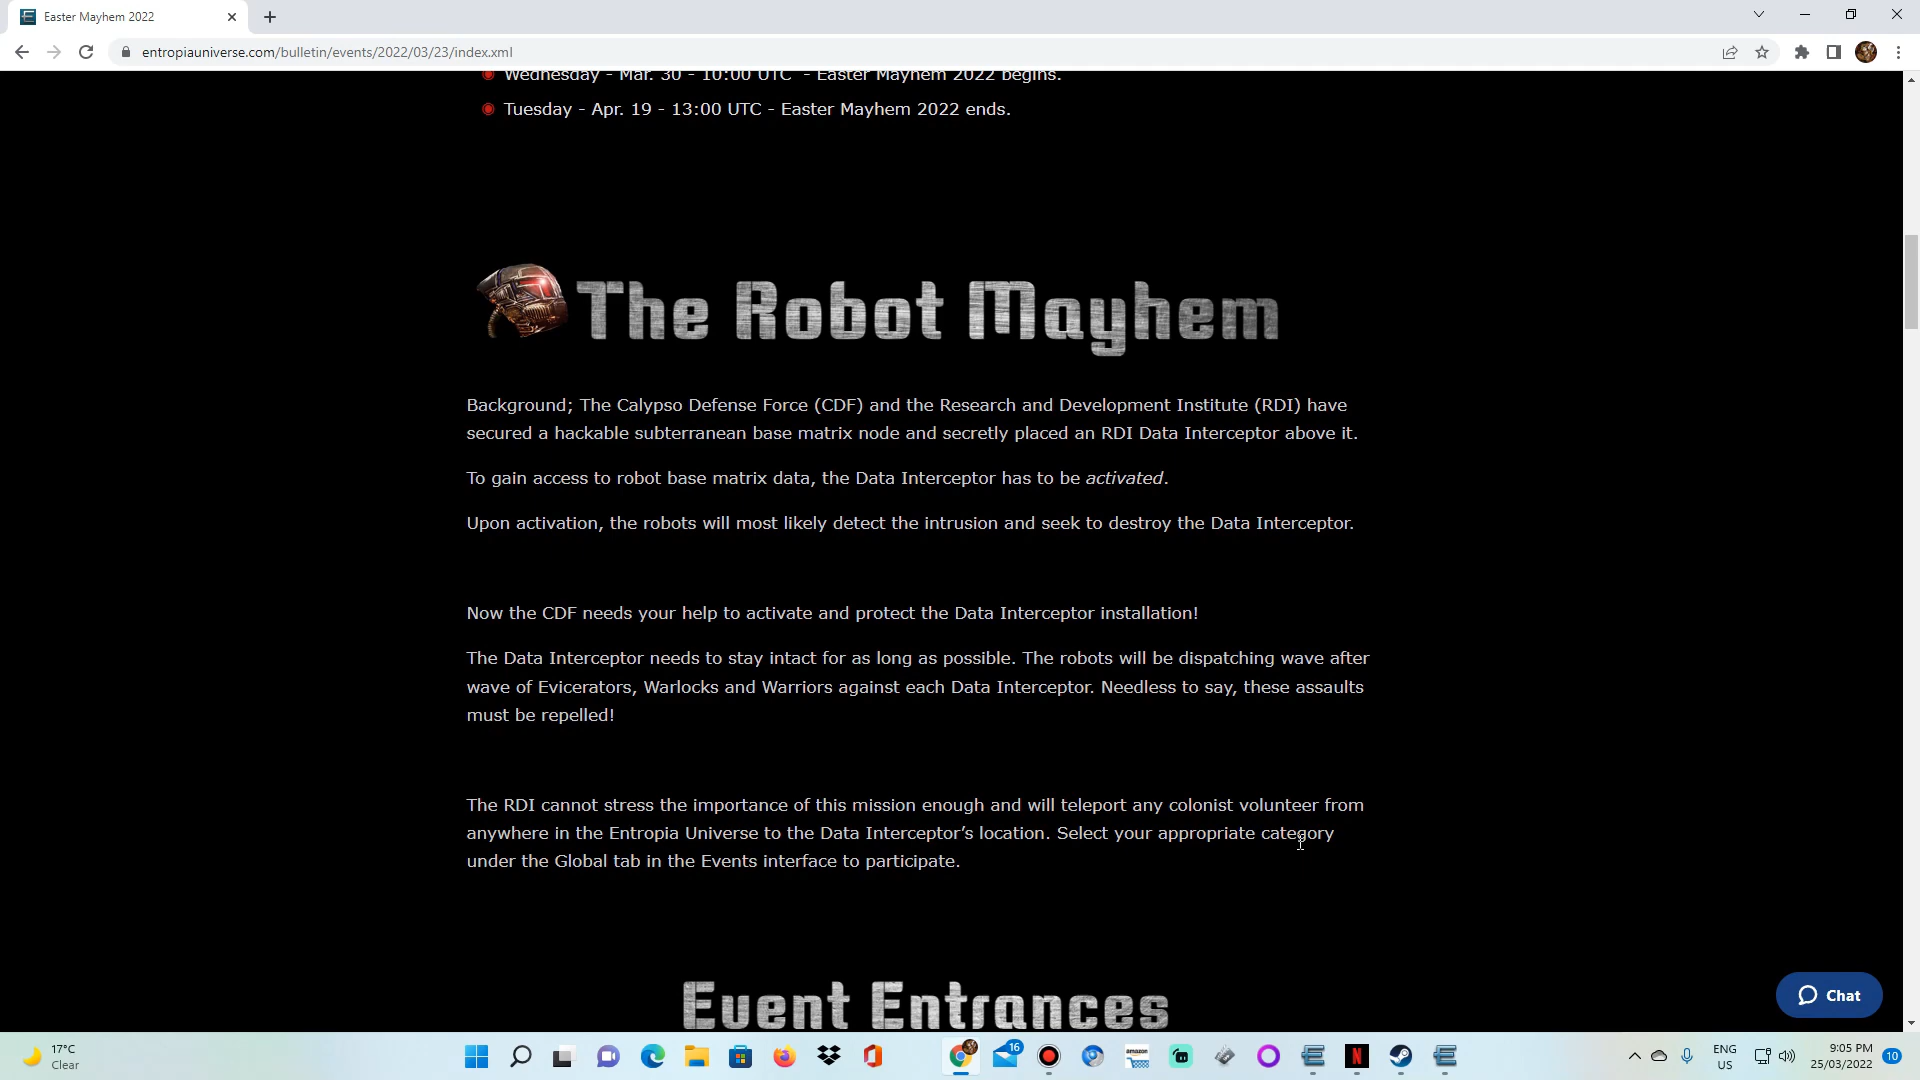 Easter Mayhem 2022
entropiauniverse.com/bulletin/events/2022/03/23/index.xml
Wednesday - Mar. 30 - 10:00 UTC - Easter Mayhem 2022 begins.
Tuesday - Apr. 19 - 13:00 UTC - Easter Mayhem 2022 ends.
The Robot Mayhem
Background; The Calypso Defense Force (CDF) and the Research and Development Institute (RDI) have
secured a hackable subterranean base matrix node and secretly placed an RDI Data Interceptor above it.
To gain access to robot base matrix data, the Data Interceptor has to be activated.
Upon activation, the robots will most likely detect the intrusion and seek to destroy the Data Interceptor.
Now the CDF needs your help to activate and protect the Data Interceptor installation!
The Data Interceptor needs to stay intact for as long as possible. The robots will be dispatching wave after
wave of Evicerators, Warlocks and Warriors against each Data Interceptor. Needless to say, these assaults
must be repelled!
The RDI cannot stress the importance of this mission enough and will teleport any colonist volunteer from
anywhere in the Entropia Universe to the Data Interceptor’s location. Select your appropriate category
under the Global tab in the Events interface to participate.
Event Entrances
Chat
17°C
Clear
16
amazon
N
ENG
US
9:05 PM
25/03/2022
10